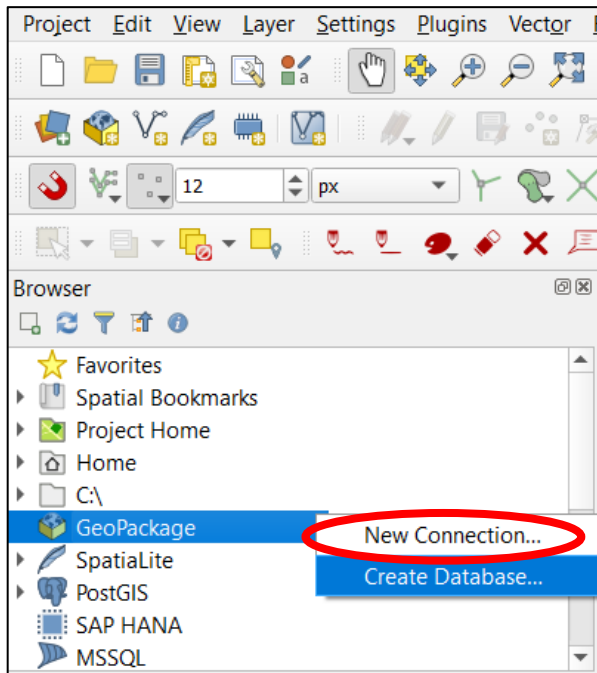 Project Edit View Layer Settings Plugins Vector
a
12 px
Browser
Favorites
Spatial Bookmarks
Project Home
Home
C:\
GeoPackage
New Connection...
Create Database...
SpatiaLite
PostGIS
SAP HANA
MSSQL